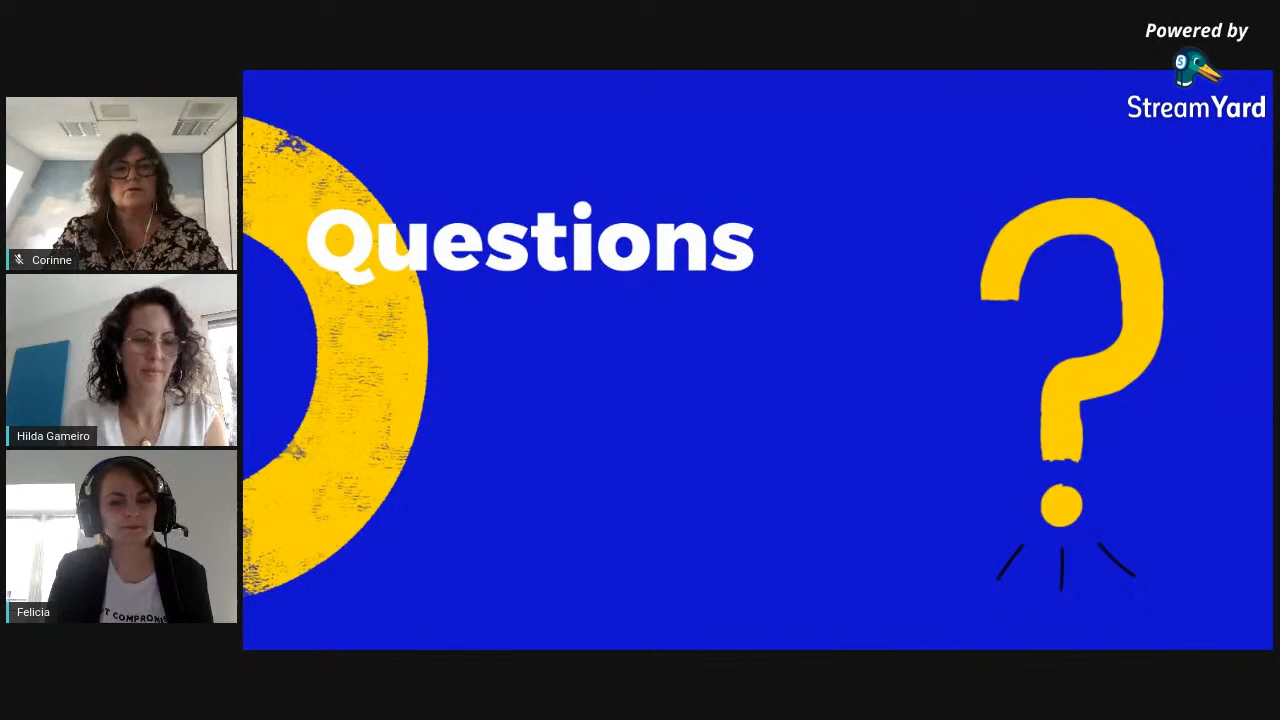 Powered by
StreamYard
Corinne
Hilda Gameiro
Felicia
Questions